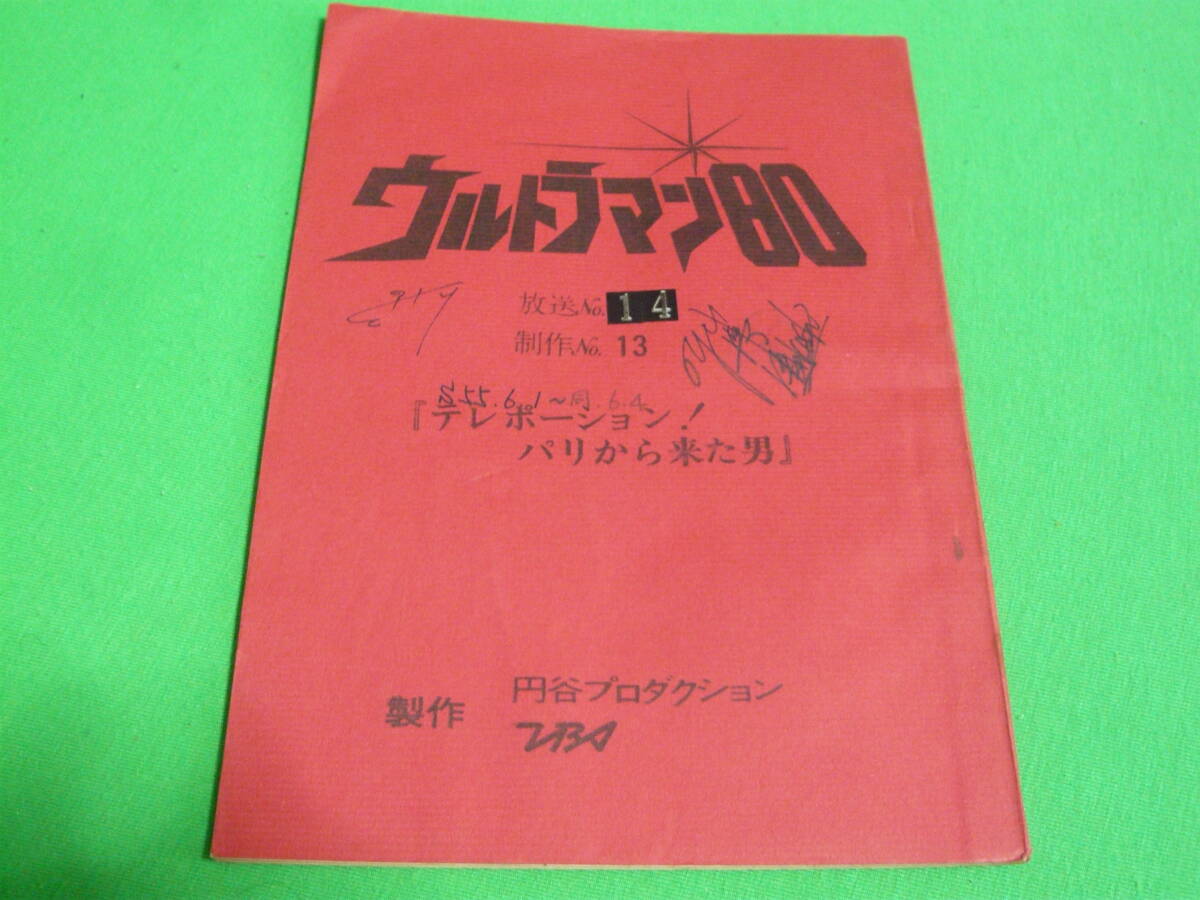 ウルトラマン80
放送No. 14
制作No. 13
S55.6.1～同.6.4
『テレポーション！
パリから来た男』
製作 円谷プロダクション
TBS